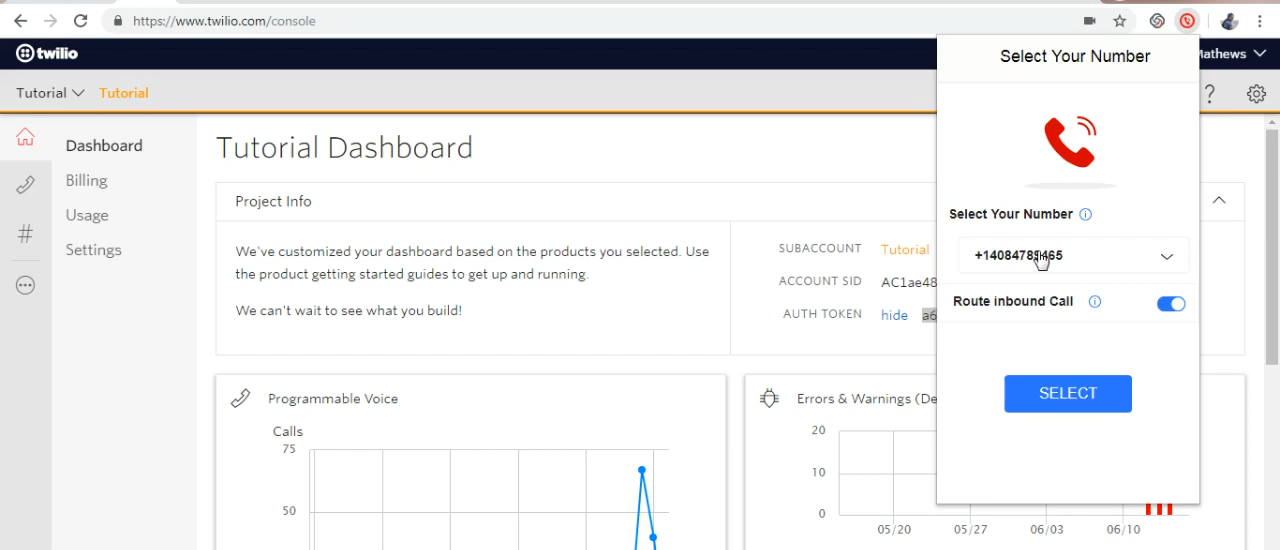 https://www.twilio.com/console
twilio
Mathews
Tutorial
Tutorial
?
Dashboard
Billing
Usage
Settings
Tutorial Dashboard
Project Info
We've customized your dashboard based on the products you selected. Use
the product getting started guides to get up and running.
We can't wait to see what you build!
SUBACCOUNT Tutorial
ACCOUNT SID AC1ae48
AUTH TOKEN hide a6
Programmable Voice
Calls
75
50
Errors & Warnings (De
20
10
0
05/20 05/27 06/03 06/10
Select Your Number
Select Your Number
Route inbound Call
SELECT